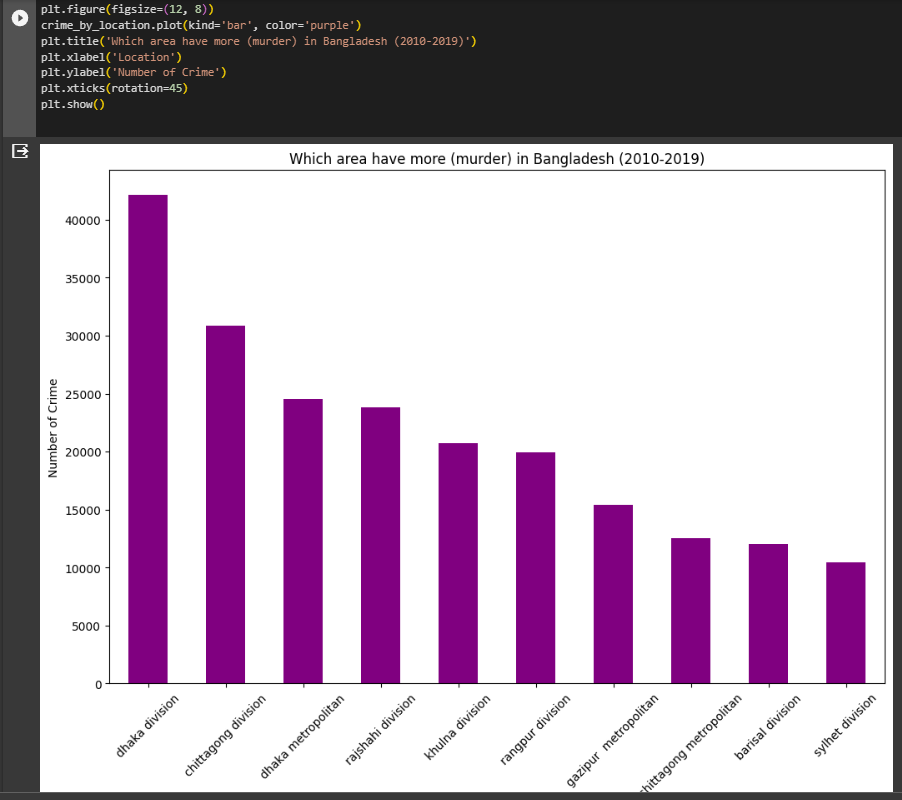 plt.figure(figsize=(12, 8))
crime_by_location.plot(kind='bar', color='purple')
plt.title('Which area have more (murder) in Bangladesh (2010-2019)')
plt.xlabel('Location')
plt.ylabel('Number of Crime')
plt.xticks(rotation=45)
plt.show()
Which area have more (murder) in Bangladesh (2010-2019)
Number of Crime
40000
35000
30000
25000
20000
15000
10000
5000
0
dhaka division
chittagong division
dhaka metropolitan
rajshahi division
khulna division
rangpur division
gazipur  metropolitan
hittagong metropolitan
barisal division
sylhet division